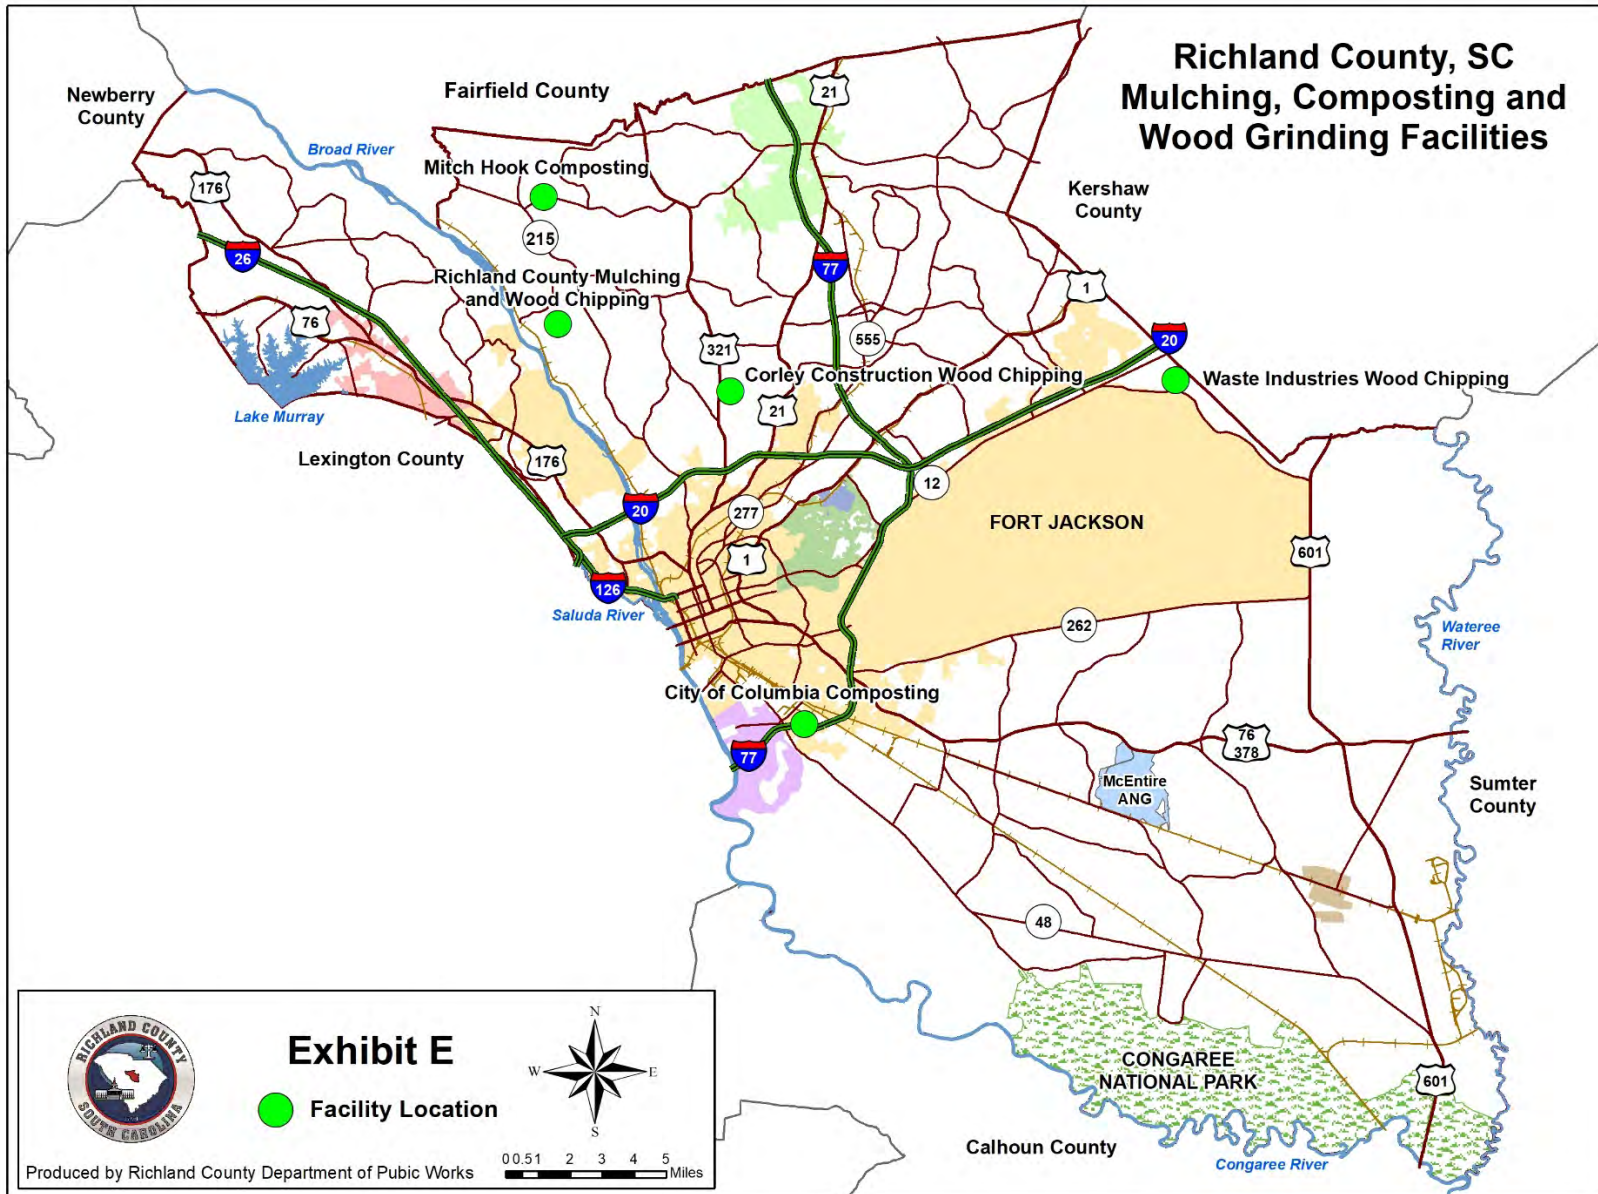 Richland County, SC
Mulching, Composting and
Wood Grinding Facilities
Newberry
County
Fairfield County
21
Broad River
Mitch Hook Composting
176
Kershaw
County
215
26
77
Richland County Mulching
and Wood Chipping
1
76
555
20
321
Corley Construction Wood Chipping
Waste Industries Wood Chipping
Lake Murray
21
Lexington County
176
12
20
277
FORT JACKSON
1
601
126
Saluda River
262
Wateree
River
City of Columbia Composting
77
76
378
McEntire
ANG
Sumter
County
48
CONGAREE
NATIONAL PARK
601
Calhoun County
Congaree River
RICHLAND COUNTY
SOUTH CAROLINA
Exhibit E
Facility Location
N
W
E
S
Produced by Richland County Department of Pubic Works
0 0.5 1 2 3 4 5
Miles